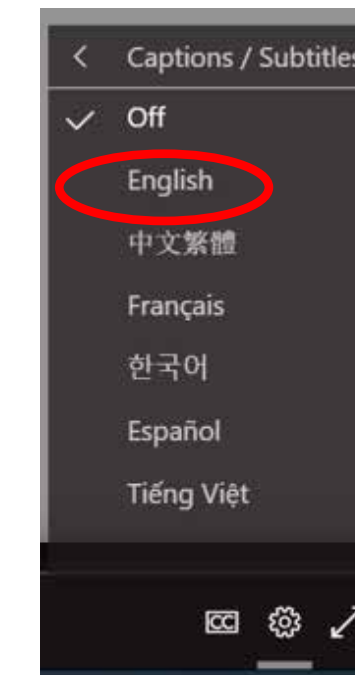 Captions / Subtitles
Off
English
中文繁體
Français
한국어
Español
Tiếng Việt
CC